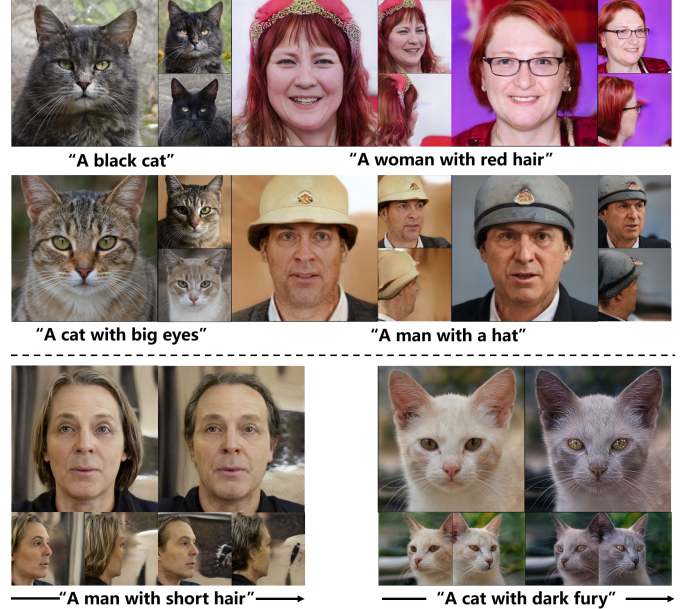 “A black cat”
“A woman with red hair”
“A cat with big eyes”
“A man with a hat”
“A man with short hair”
“A cat with dark fury”